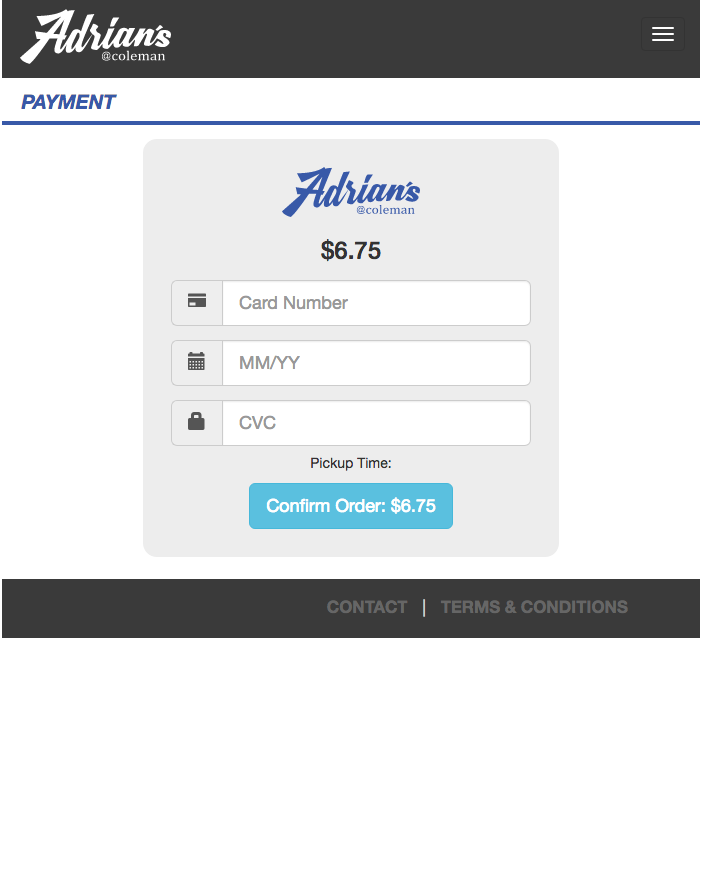 Adrian's
@coleman
PAYMENT
Adrian's
@coleman
$6.75
Card Number
MM/YY
CVC
Pickup Time:
Confirm Order: $6.75
CONTACT | TERMS & CONDITIONS